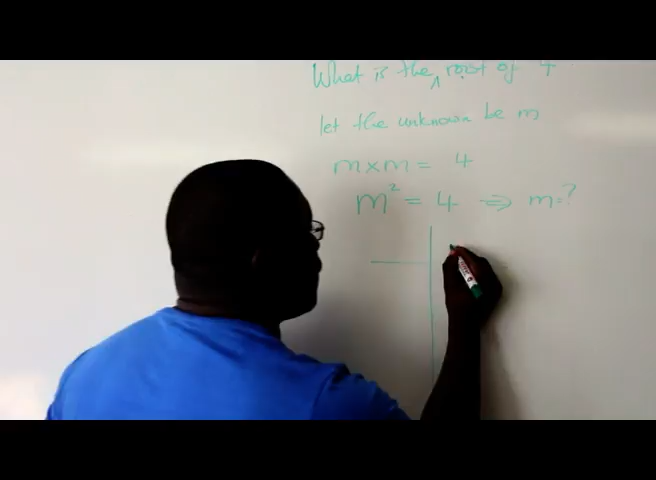 What is the ^ root of 4
let the unknown be m
m x m = 4
m² = 4 ⇒ m=?